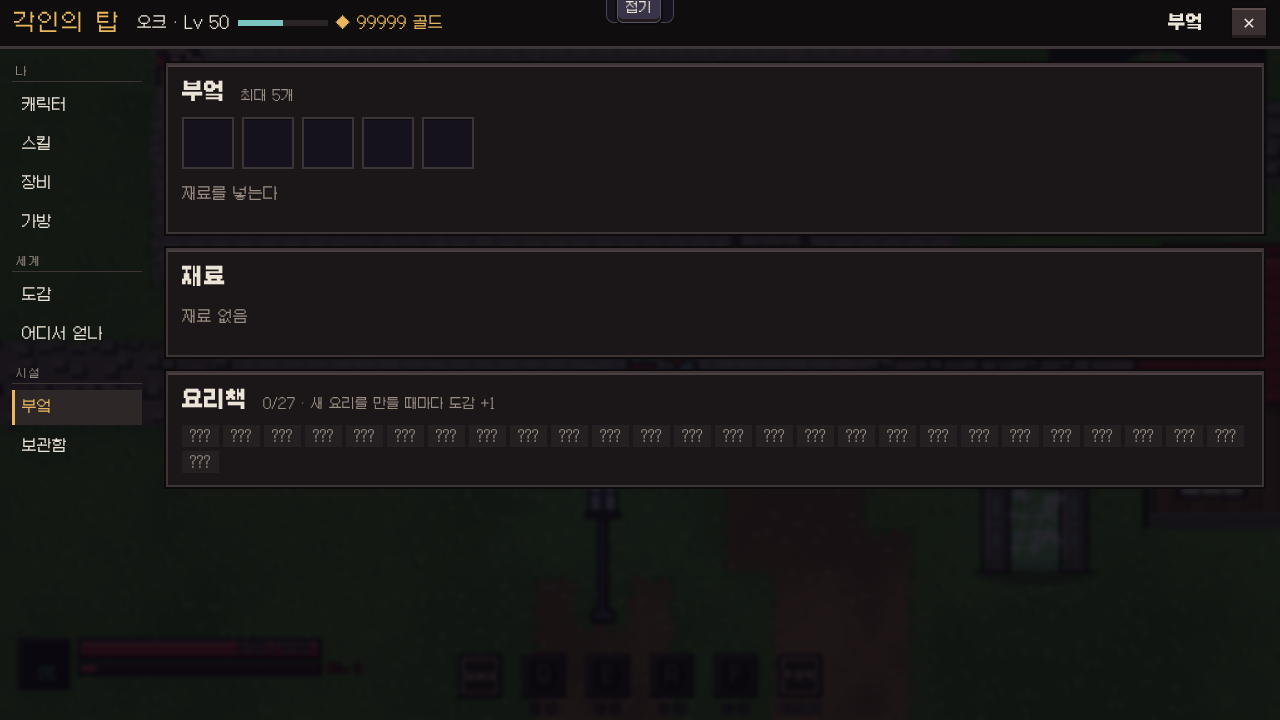 각인의 탑 오크 · Lv 50 ◆ 99999 골드 접기 부엌 ×
나
캐릭터
스킬
장비
가방
세계
도감
어디서 얻나
시설
부엌
보관함
부엌 최대 5개
재료를 넣는다
재료
재료 없음
요리책 0/27 · 새 요리를 만들 때마다 도감 +1
??? ??? ??? ??? ??? ??? ??? ??? ??? ??? ??? ??? ??? ??? ??? ??? ??? ??? ??? ??? ??? ??? ??? ??? ??? ???
???